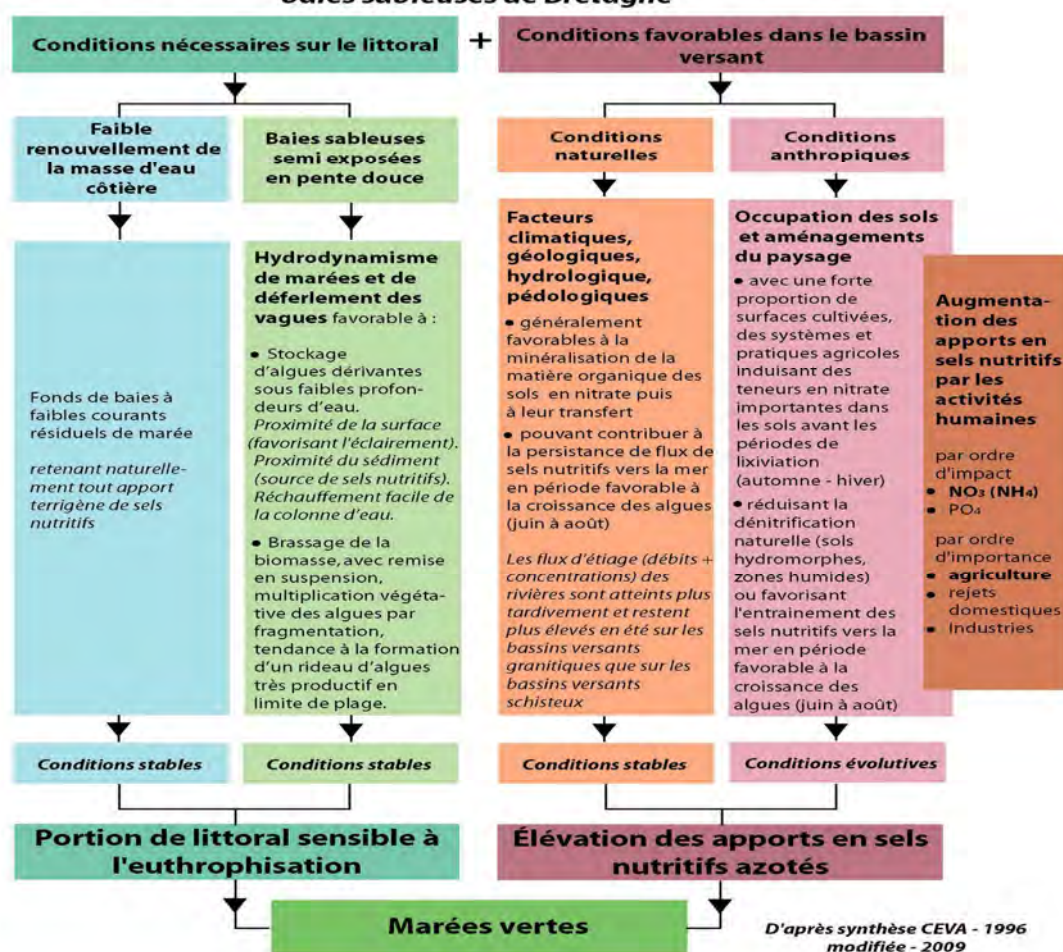 baies sableuses de Bretagne
Conditions nécessaires sur le littoral
+
Conditions favorables dans le bassin
versant
Faible
renouvellement de
la masse d'eau
côtière
Baies sableuses
semi exposées
en pente douce
Conditions
naturelles
Conditions
anthropiques
Fonds de baies à
faibles courants
résiduels de marée
retenant naturelle-
ment tout apport
terrigène de sels
nutritifs
Hydrodynamisme
de marées et de
déferlement des
vagues favorable à :
• Stockage
d'algues dérivantes
sous faibles profon-
deurs d'eau.
Proximité de la surface
(favorisant l'éclairement).
Proximité du sédiment
(source de sels nutritifs).
Réchauffement facile de
la colonne d'eau.
• Brassage de la
biomasse, avec remise
en suspension,
multiplication végéta-
tive des algues par
fragmentation,
tendance à la formation
d'un rideau d'algues
très productif en
limite de plage.
Facteurs
climatiques,
géologiques,
hydrologique,
pédologiques
• généralement
favorables à la
minéralisation de la
matière organique des
sols en nitrate puis
à leur transfert
• pouvant contribuer à
la persistance de flux de
sels nutritifs vers la mer
en période favorable à
la croissance des algues
(juin à août)
Les flux d'étiage (débits +
concentrations) des
rivières sont atteints plus
tardivement et restent
plus élevés en été sur les
bassins versants
granitiques que sur les
bassins versants
schisteux
Occupation des sols
et aménagements
du paysage
• avec une forte
proportion de
surfaces cultivées,
des systèmes et
pratiques agricoles
induisant des
teneurs en nitrate
importantes dans
les sols avant les
périodes de
lixiviation
(automne - hiver)
• réduisant la
dénitrification
naturelle (sols
hydromorphes,
zones humides)
ou favorisant
l'entrainement des
sels nutritifs vers la
mer en période
favorable à la
croissance des
algues (juin à août)
Augmenta-
tion des
apports en
sels nutritifs
par les
activités
humaines
par ordre
d'impact
• NO3 (NH4)
• PO4
par ordre
d'importance
• agriculture
• rejets
domestiques
• Industries
Conditions stables
Conditions stables
Conditions stables
Conditions évolutives
Portion de littoral sensible à
l'euthrophisation
Élévation des apports en sels
nutritifs azotés
Marées vertes
D'après synthèse CEVA - 1996
modifiée - 2009